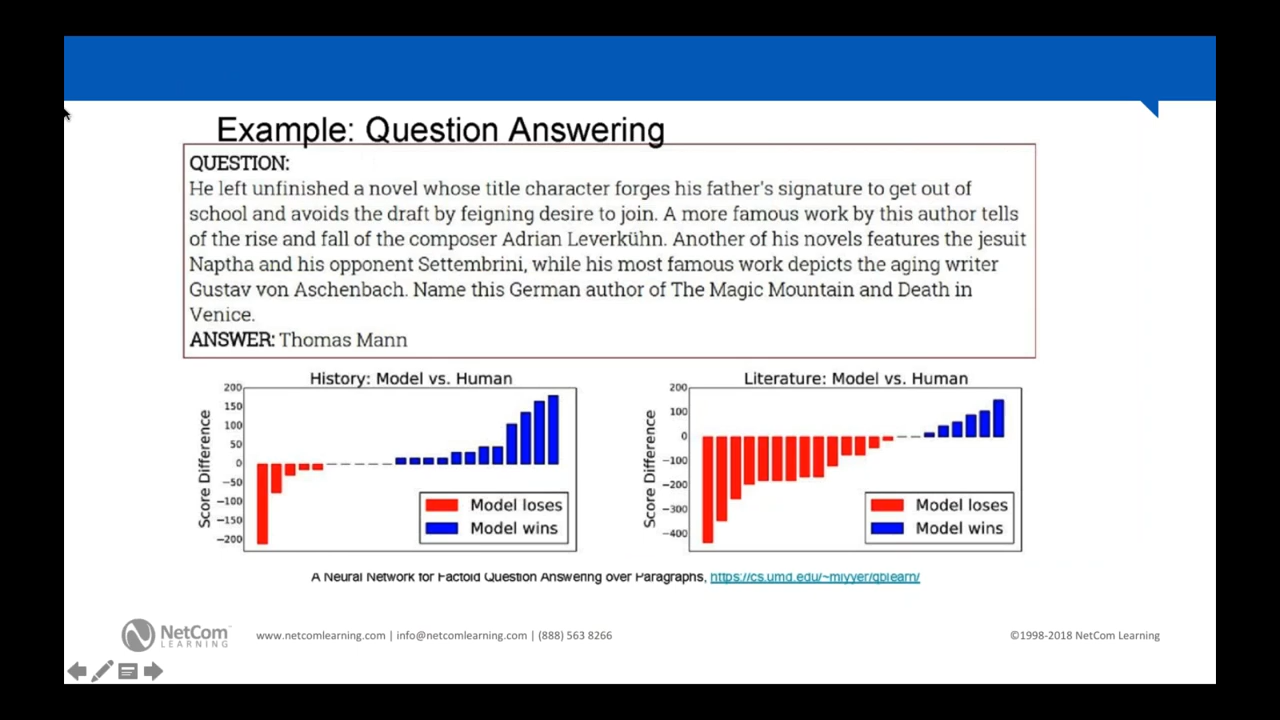 Example: Question Answering
QUESTION:
He left unfinished a novel whose title character forges his father's signature to get out of
school and avoids the draft by feigning desire to join. A more famous work by this author tells
of the rise and fall of the composer Adrian Leverkühn. Another of his novels features the jesuit
Naptha and his opponent Settembrini, while his most famous work depicts the aging writer
Gustav von Aschenbach. Name this German author of The Magic Mountain and Death in
Venice.
ANSWER: Thomas Mann
History: Model vs. Human
Score Difference
200
150
100
50
0
−50
−100
−150
−200
Model loses
Model wins
Literature: Model vs. Human
Score Difference
200
100
0
−100
−200
−300
−400
Model loses
Model wins
A Neural Network for Factoid Question Answering over Paragraphs, https://cs.umd.edu/~miyyer/qblearn/
NetCom
LEARNING
www.netcomlearning.com | info@netcomlearning.com | (888) 563 8266
©1998-2018 NetCom Learning